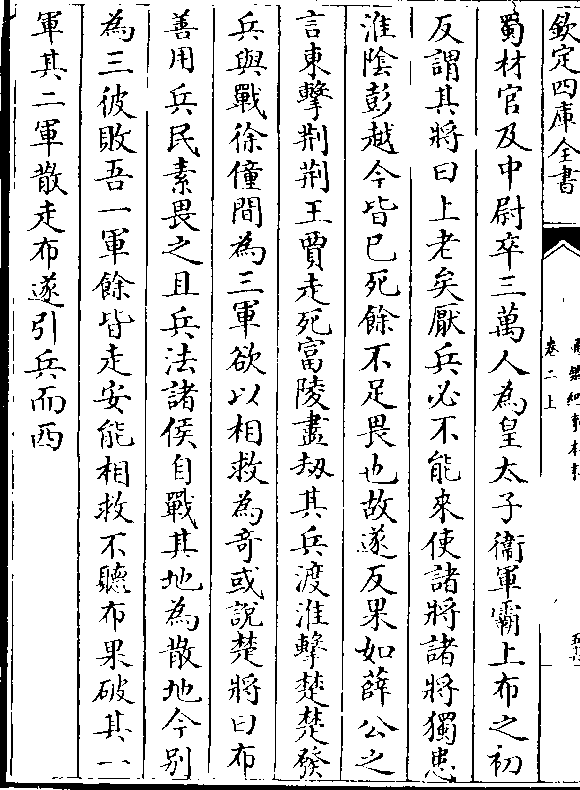 欽定四庫全書
卷二上
蜀材官及中尉卒三萬人為皇太子衞軍霸上布之初
反謂其將曰上老矣厭兵必不能來使諸將諸將獨患
淮陰彭越今皆已死餘不足畏也故遂反果如薛公之
言東擊荆荆王賈走死富陵盡刼其兵渡淮擊楚楚發
兵與戰徐僮間為三軍欲以相救為竒或說楚將曰布
善用兵民素畏之且兵法諸侯自戰其地為散地今别
為三彼敗吾一軍餘皆走安能相救不聽布果破其一
軍其二軍散走布遂引兵而西